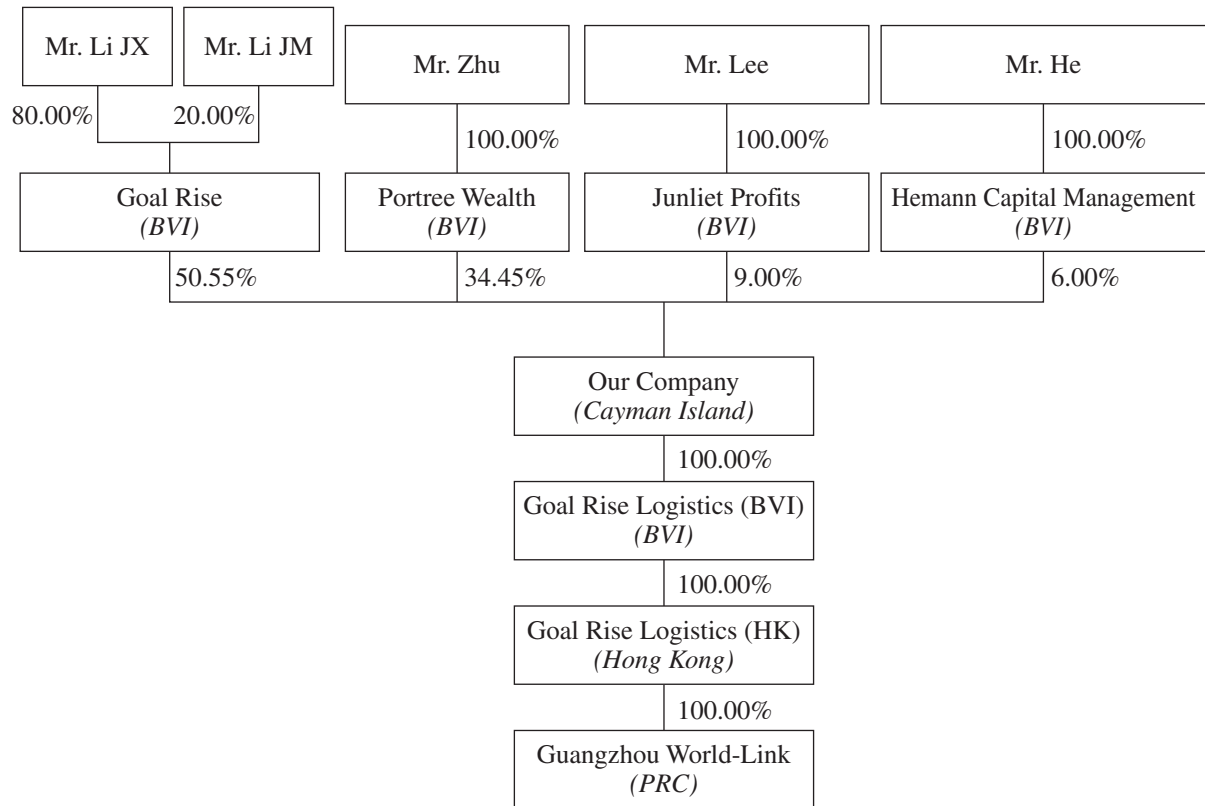 Mr. Li JX
Mr. Li JM
Mr. Zhu
Mr. Lee
Mr. He
80.00%
20.00%
100.00%
100.00%
100.00%
Goal Rise
(BVI)
Portree Wealth
(BVI)
Junliet Profits
(BVI)
Hemann Capital Management
(BVI)
50.55%
34.45%
9.00%
6.00%
Our Company
(Cayman Island)
100.00%
Goal Rise Logistics (BVI)
(BVI)
100.00%
Goal Rise Logistics (HK)
(Hong Kong)
100.00%
Guangzhou World-Link
(PRC)